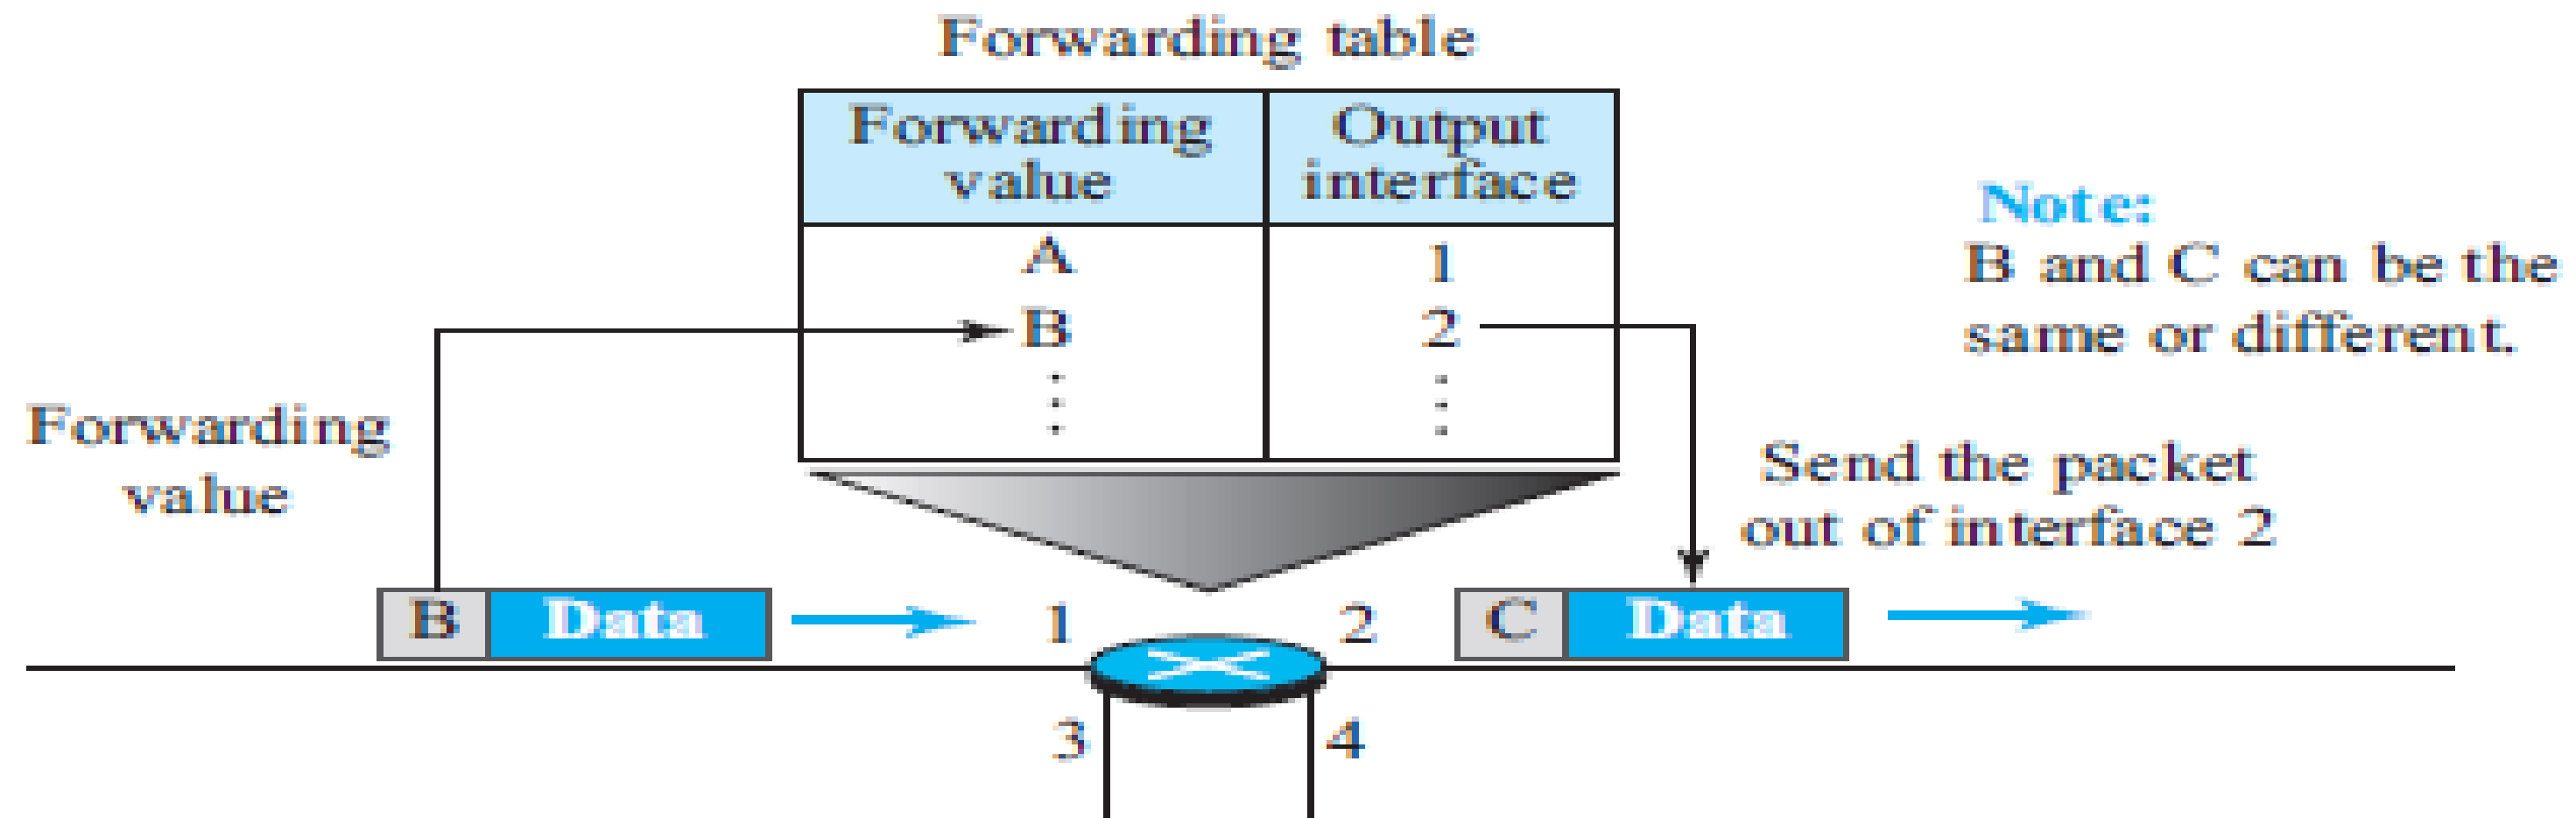 Forwarding table
Forwarding value
Output interface
A 1
B 2
Note:
B and C can be the
same or different.
Forwarding
value
Send the packet
out of interface 2
B Data
1
2
C Data
3
4